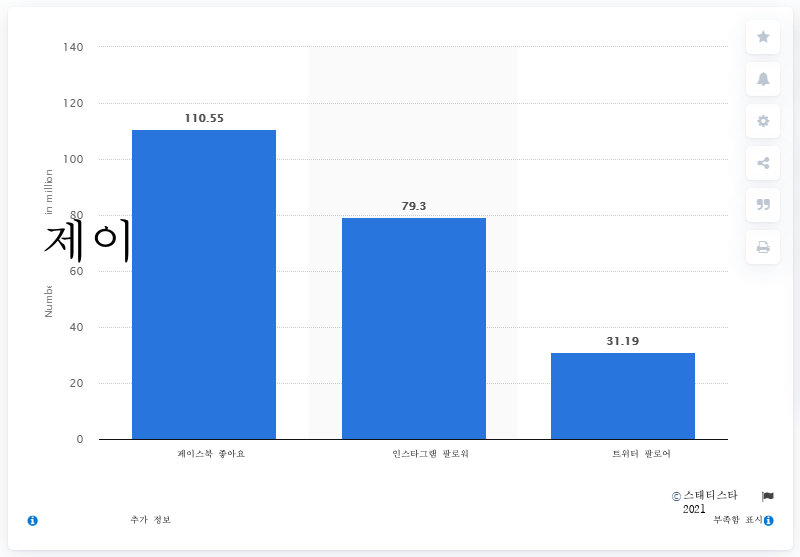 140
120
110.55
100
in million
79.3
80
제이
60
Numbe
40
31.19
20
0
페이스북 좋아요
인스타그램 팔로워
트위터 팔로어
©스태티스타
2021
추가 정보
부족함 표시